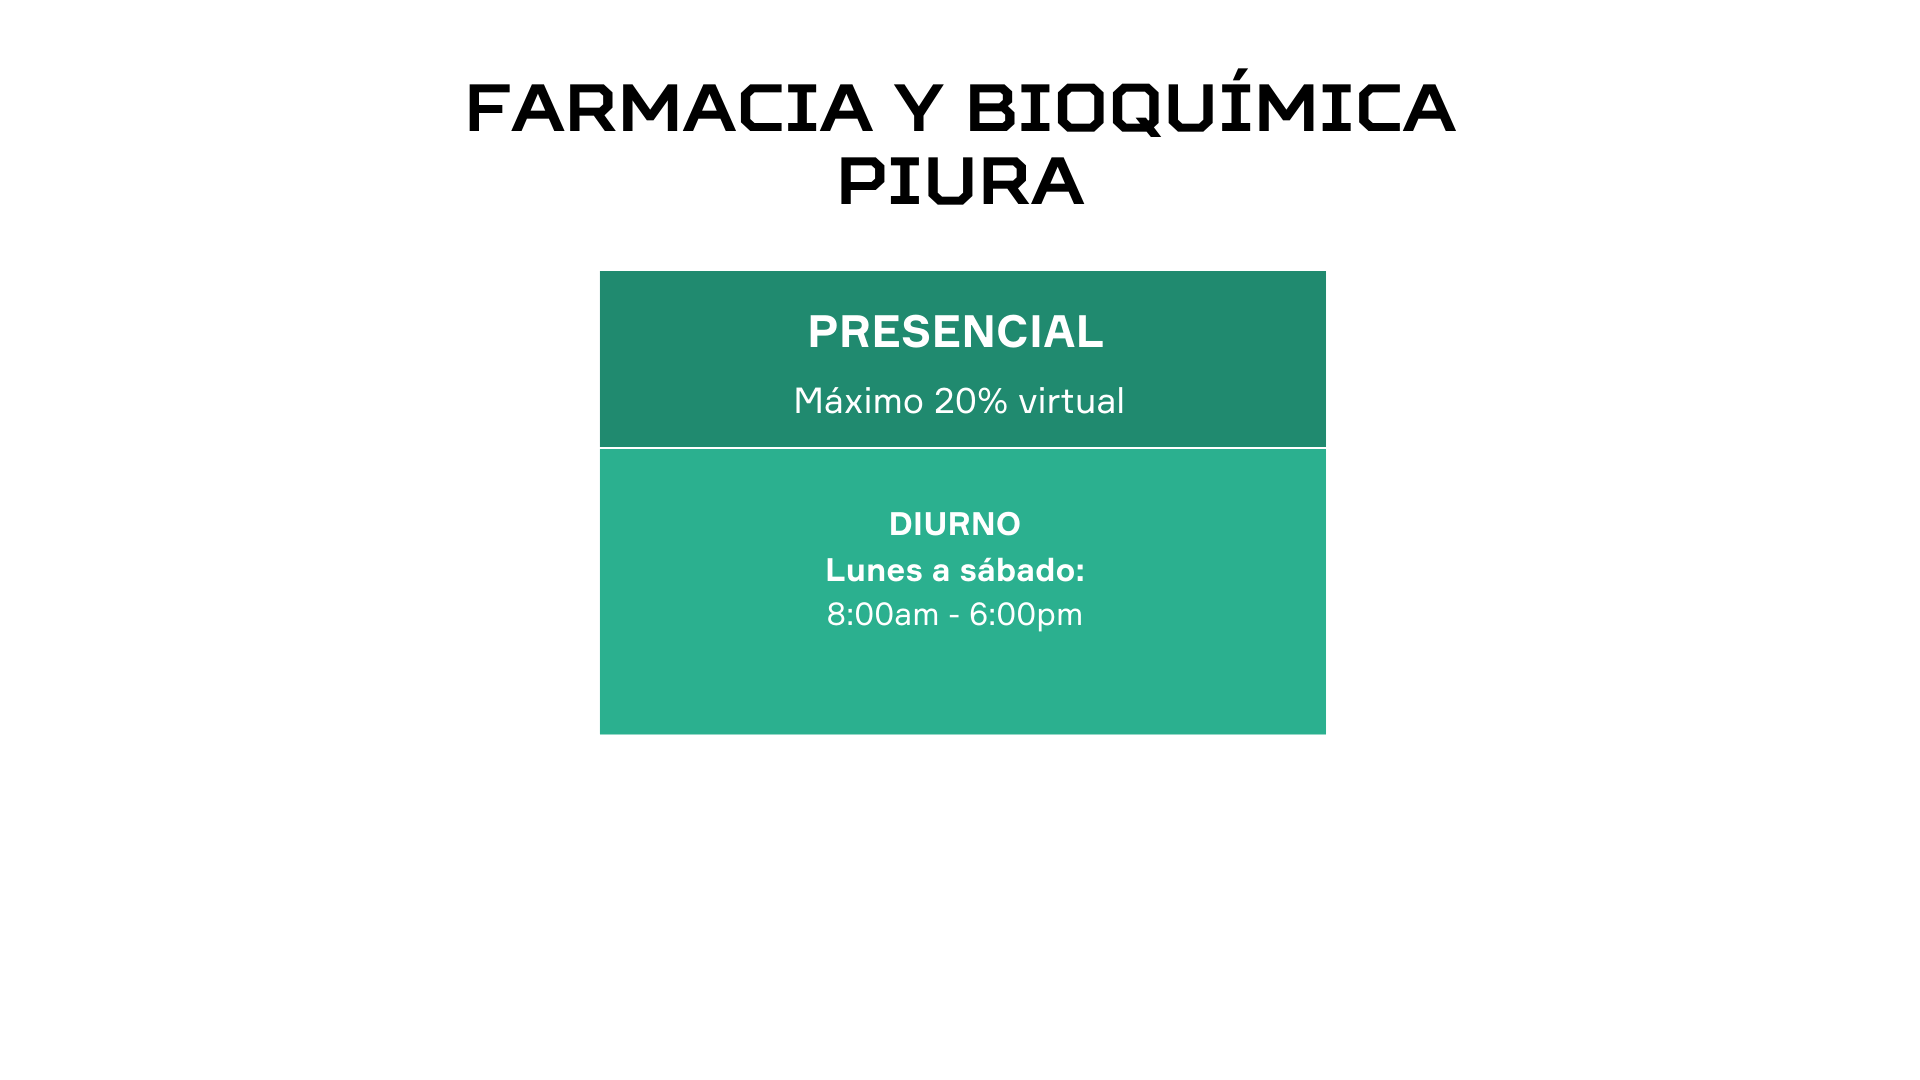 FARMACIA Y BIOQUÍMICA
PIURA
PRESENCIAL
Máximo 20% virtual
DIURNO
Lunes a sábado:
8:00am - 6:00pm